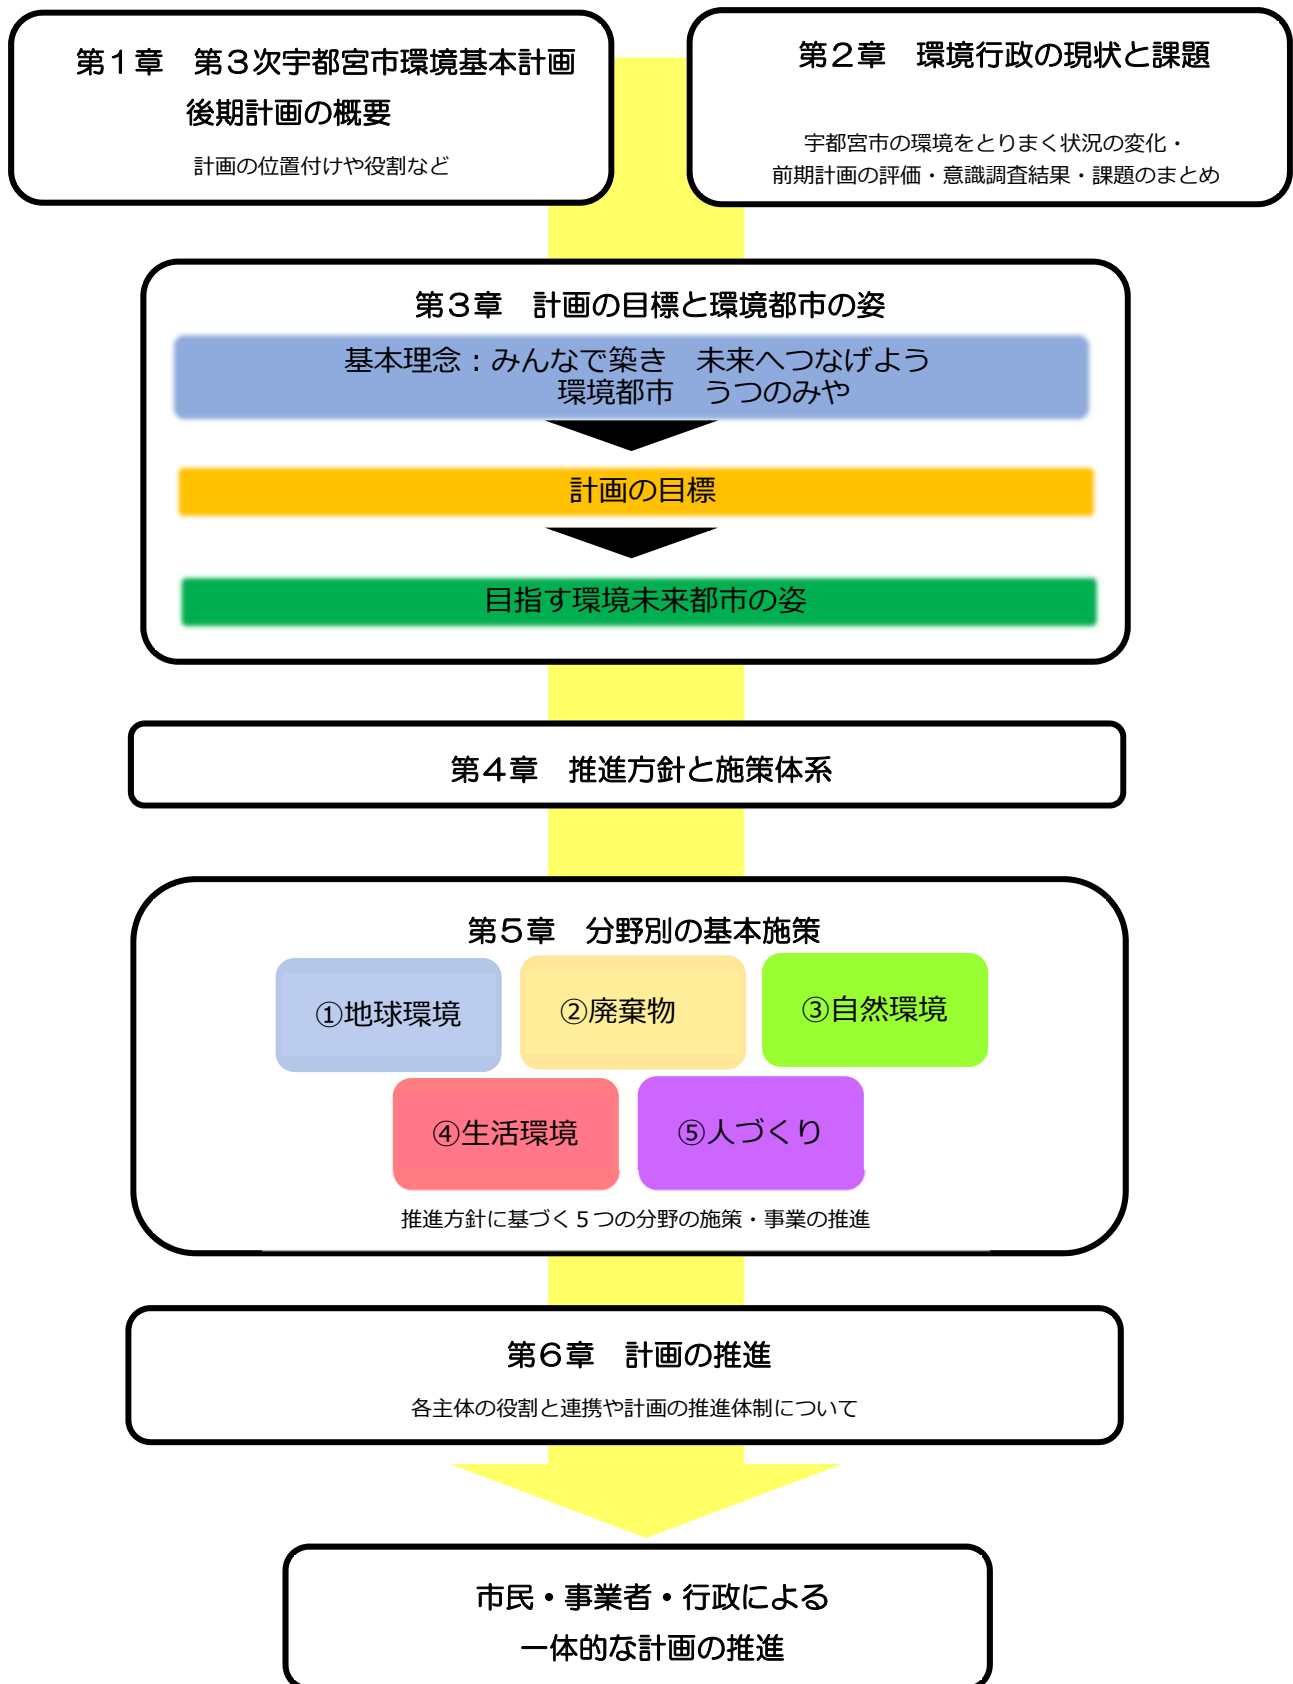 第１章　第３次宇都宮市環境基本計画
後期計画の概要
計画の位置付けや役割など
第２章　環境行政の現状と課題
宇都宮市の環境をとりまく状況の変化・
前期計画の評価・意識調査結果・課題のまとめ
第３章　計画の目標と環境都市の姿
基本理念：みんなで築き　未来へつなげよう
環境都市　うつのみや
計画の目標
目指す環境未来都市の姿
第４章　推進方針と施策体系
第５章　分野別の基本施策
①地球環境
②廃棄物
③自然環境
④生活環境
⑤人づくり
推進方針に基づく５つの分野の施策・事業の推進
第６章　計画の推進
各主体の役割と連携や計画の推進体制について
市民・事業者・行政による
一体的な計画の推進